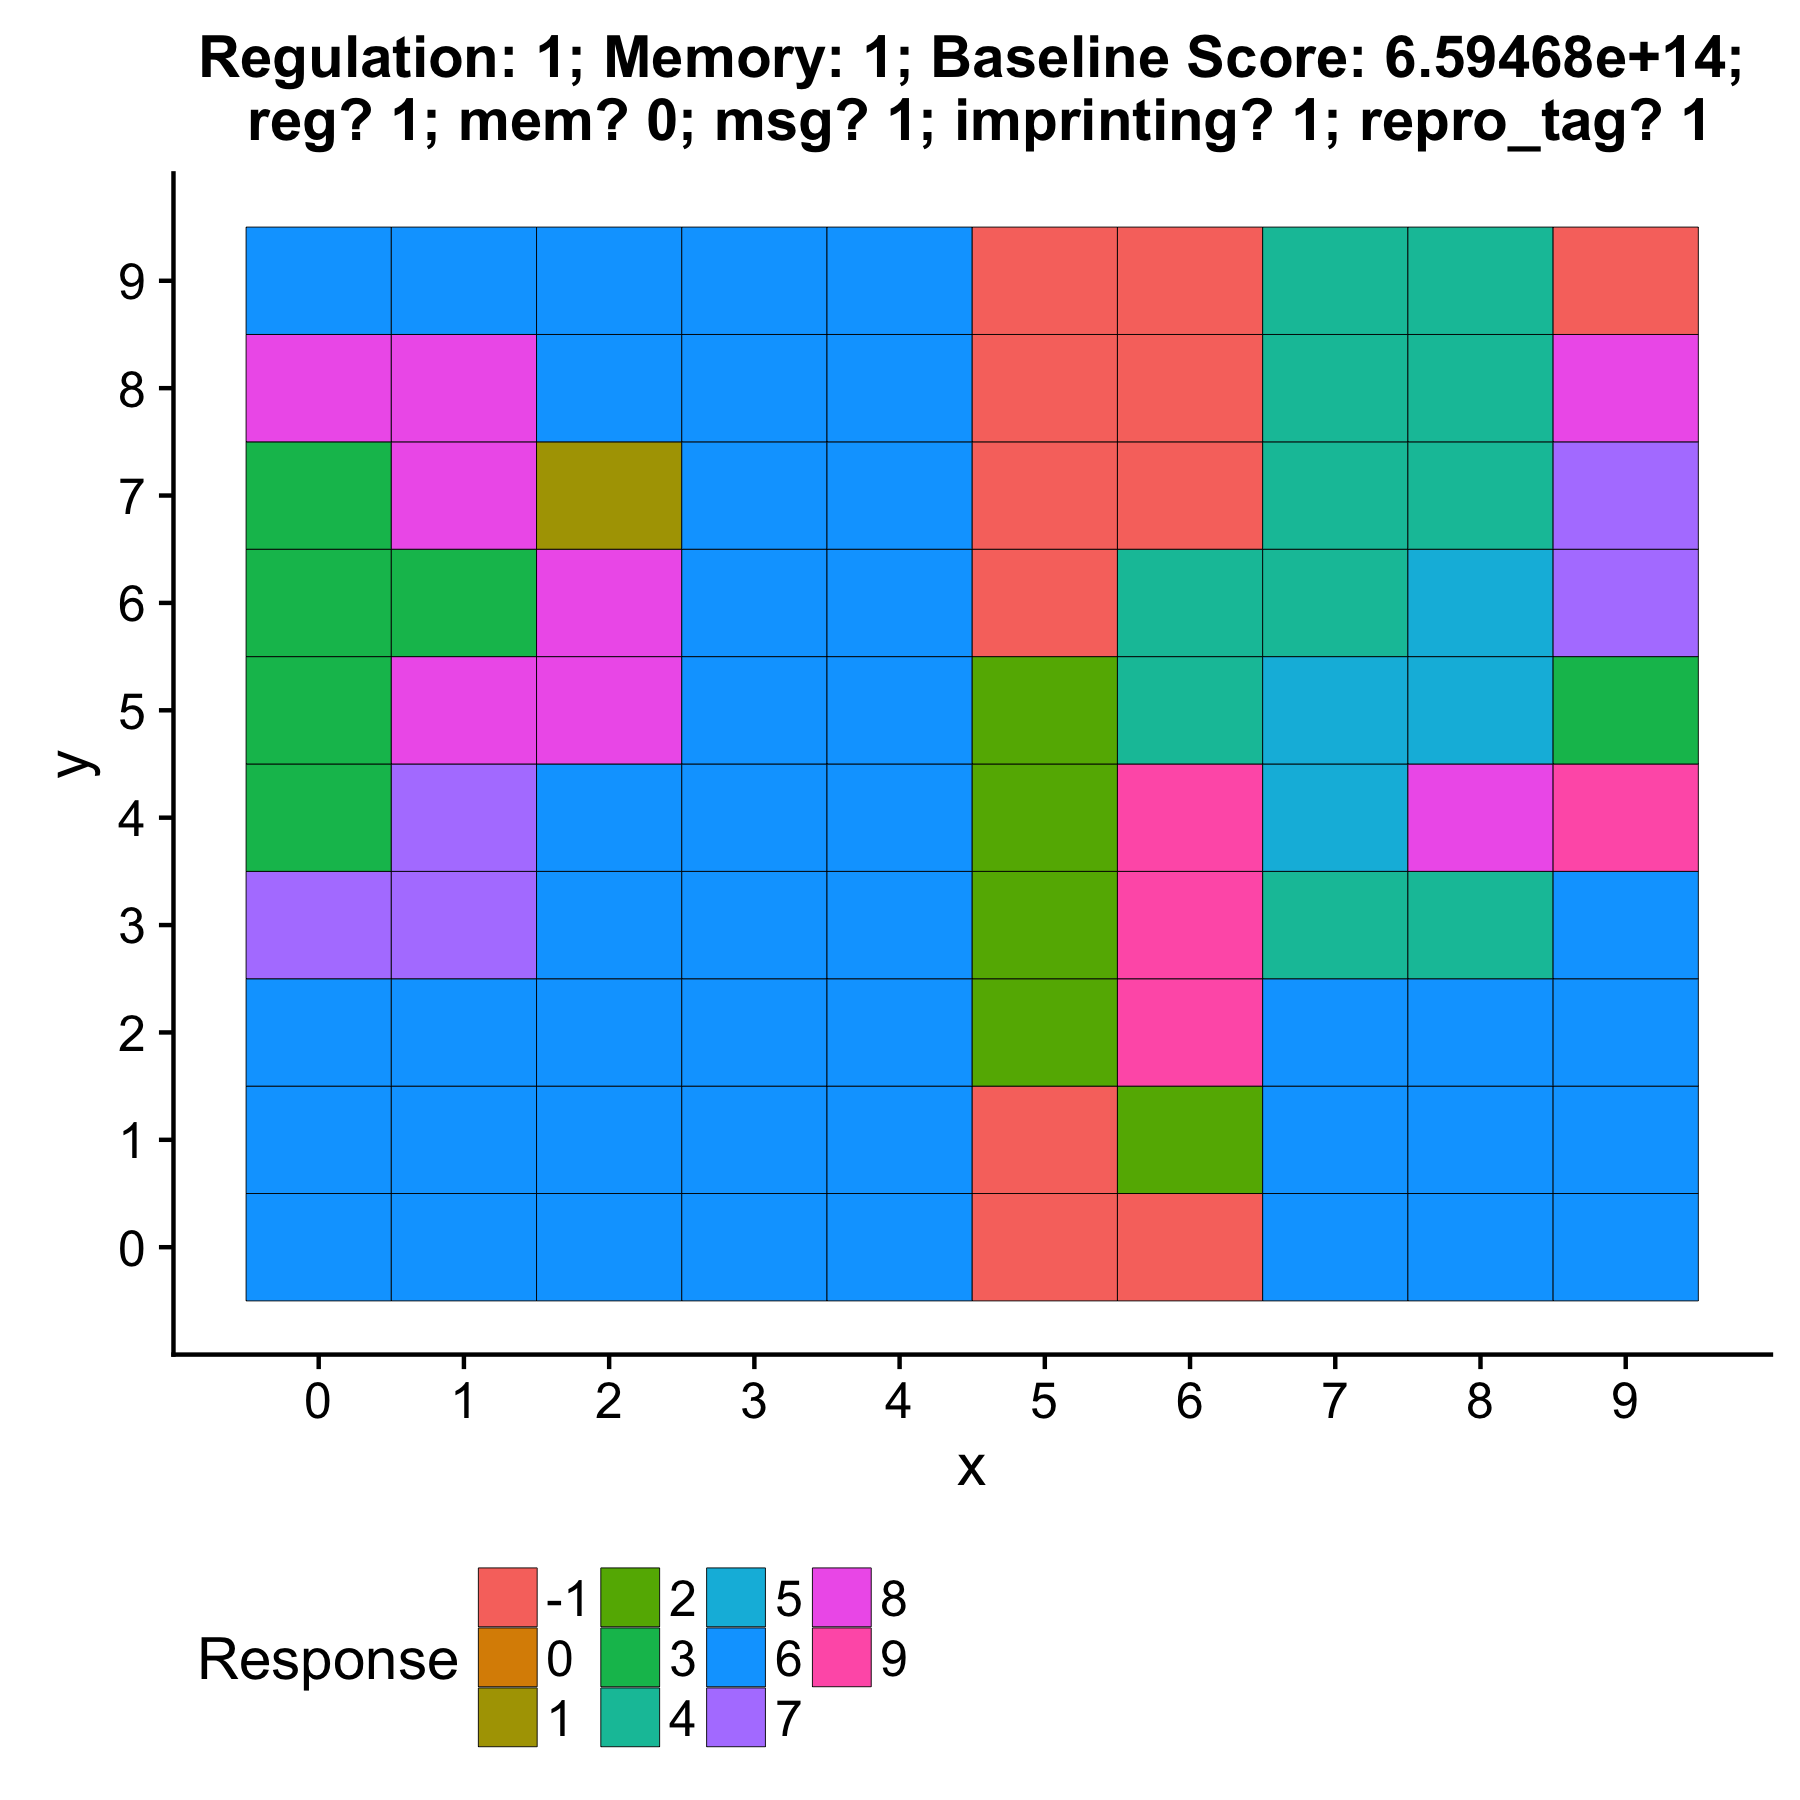 Regulation: 1; Memory: 1; Baseline Score: 6.59468e+14;
reg? 1; mem? 0; msg? 1; imprinting? 1; repro_tag? 1
9
8
7
6
5
4
3
2
1
0
y
0 1 2 3 4 5 6 7 8 9
x
-1 2 5 8
Response 0 3 6 9
1 4 7